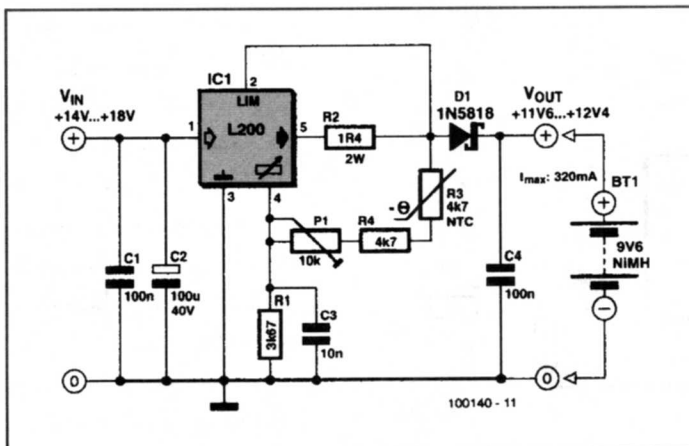 IC1
2
LIM
L200
1
5
3
4
VIN
+14V...+18V
R2
1R4
2W
D1
1N5818
VOUT
+11V6...+12V4
Imax: 320mA
BT1
+
9V6
NiMH
−
-Θ
R3
4k7
NTC
P1
10k
R4
4k7
C1
100n
C2
100u
40V
R1
3k67
C3
10n
C4
100n
+
+
0
0
100140 - 11